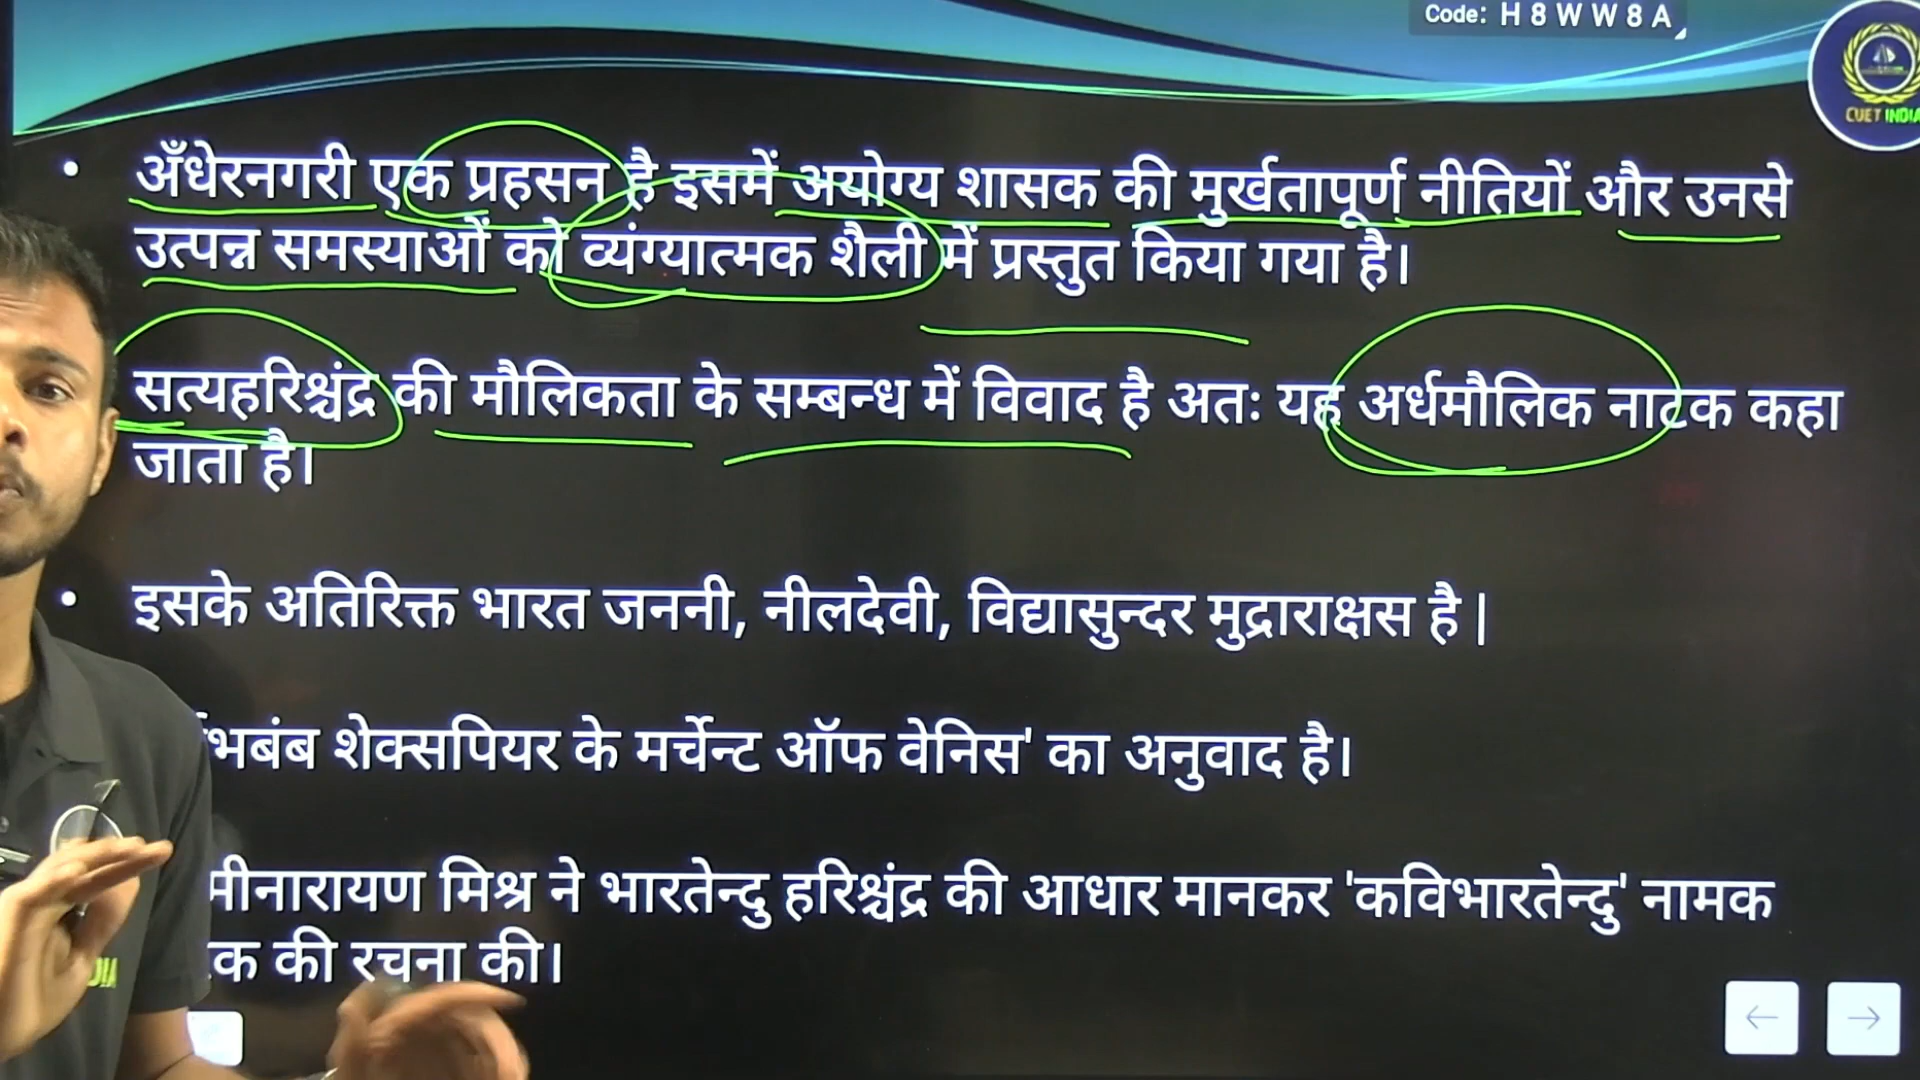 Code: H 8 W W 8 A
CUET INDIA
• अँधेरनगरी एक प्रहसन है इसमें अयोग्य शासक की मुर्खतापूर्ण नीतियों और उनसे
उत्पन्न समस्याओं को व्यंग्यात्मक शैली में प्रस्तुत किया गया है।
सत्यहरिश्चंद्र की मौलिकता के सम्बन्ध में विवाद है अतः यह अर्धमौलिक नाटक कहा
जाता है।
• इसके अतिरिक्त भारत जननी, नीलदेवी, विद्यासुन्दर मुद्राराक्षस है |
शेक्सपियर के मर्चेन्ट ऑफ वेनिस' का अनुवाद है।
मिश्र ने भारतेन्दु हरिश्चंद्र की आधार मानकर 'कविभारतेन्दु' नामक
की रचना की।